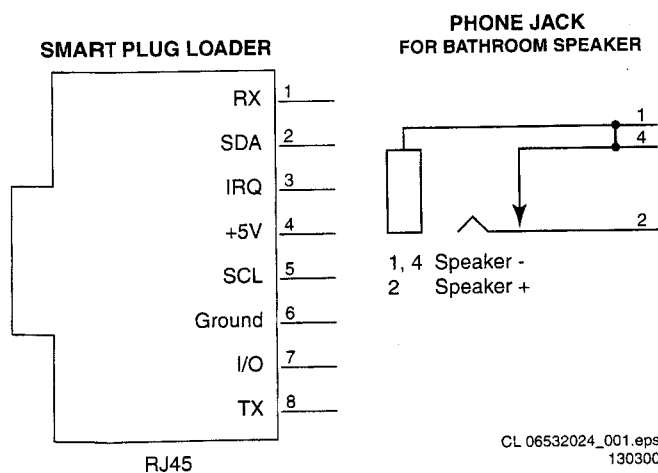 SMART PLUG LOADER
RX 1
SDA 2
IRQ 3
+5V 4
SCL 5
Ground 6
I/O 7
TX 8
RJ45
PHONE JACK
FOR BATHROOM SPEAKER
1
4
2
1, 4 Speaker -
2 Speaker +
CL 06532024_001.eps
130300